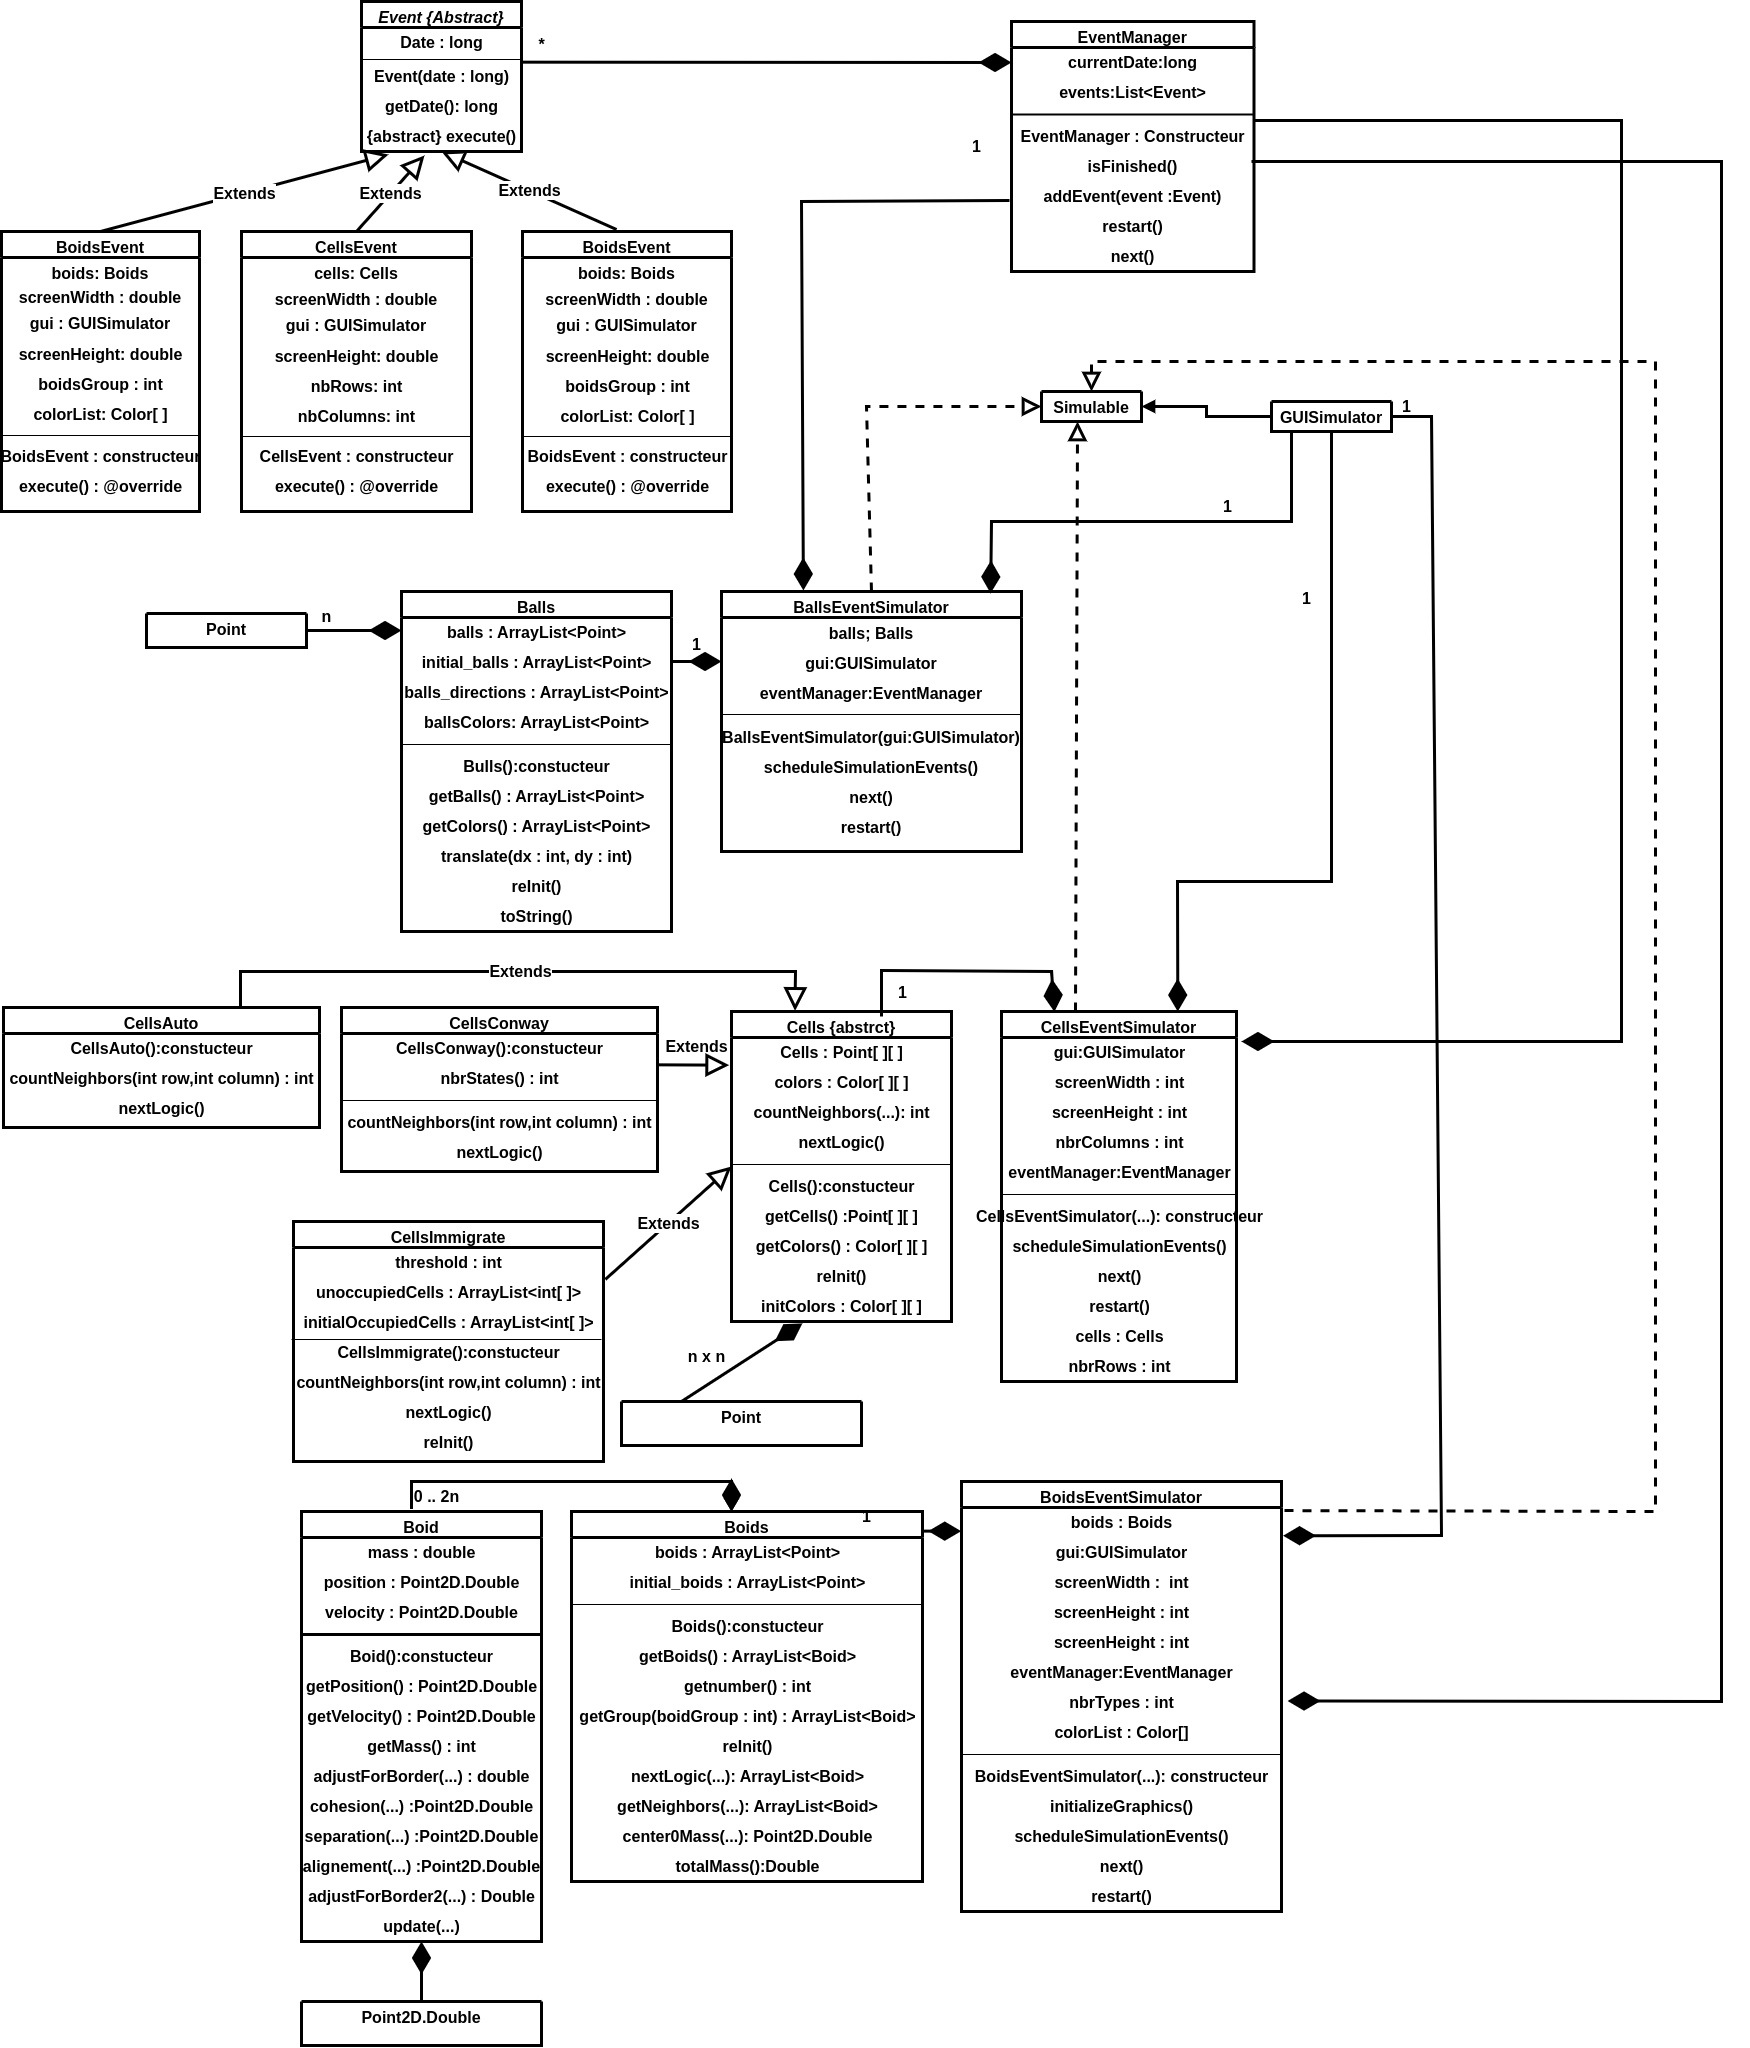 Event {Abstract}
Date : long
Event(date : long)
getDate(): long
{abstract} execute()
*
EventManager
currentDate:long
events:List<Event>
EventManager : Constructeur
isFinished()
addEvent(event :Event)
restart()
next()
1
Extends
Extends
Extends
BoidsEvent
boids: Boids
screenWidth : double
gui : GUISimulator
screenHeight: double
boidsGroup : int
colorList: Color[ ]
BoidsEvent : constructeur
execute() : @override
CellsEvent
cells: Cells
screenWidth : double
gui : GUISimulator
screenHeight: double
nbRows: int
nbColumns: int
CellsEvent : constructeur
execute() : @override
BoidsEvent
boids: Boids
screenWidth : double
gui : GUISimulator
screenHeight: double
boidsGroup : int
colorList: Color[ ]
BoidsEvent : constructeur
execute() : @override
Simulable
GUISimulator
1
1
1
Point
n
Balls
balls : ArrayList<Point>
initial_balls : ArrayList<Point>
balls_directions : ArrayList<Point>
ballsColors: ArrayList<Point>
Bulls():constucteur
getBalls() : ArrayList<Point>
getColors() : ArrayList<Point>
translate(dx : int, dy : int)
reInit()
toString()
1
BallsEventSimulator
balls; Balls
gui:GUISimulator
eventManager:EventManager
BallsEventSimulator(gui:GUISimulator)
scheduleSimulationEvents()
next()
restart()
Extends
1
CellsAuto
CellsAuto():constucteur
countNeighbors(int row,int column) : int
nextLogic()
CellsConway
CellsConway():constucteur
nbrStates() : int
countNeighbors(int row,int column) : int
nextLogic()
Extends
Cells {abstrct}
Cells : Point[ ][ ]
colors : Color[ ][ ]
countNeighbors(...): int
nextLogic()
Cells():constucteur
getCells() :Point[ ][ ]
getColors() : Color[ ][ ]
reInit()
initColors : Color[ ][ ]
CellsEventSimulator
gui:GUISimulator
screenWidth : int
screenHeight : int
nbrColumns : int
eventManager:EventManager
CellsEventSimulator(...): constructeur
scheduleSimulationEvents()
next()
restart()
cells : Cells
nbrRows : int
Extends
CellsImmigrate
threshold : int
unoccupiedCells : ArrayList<int[ ]>
initialOccupiedCells : ArrayList<int[ ]>
CellsImmigrate():constucteur
countNeighbors(int row,int column) : int
nextLogic()
reInit()
n x n
Point
0 .. 2n
Boid
mass : double
position : Point2D.Double
velocity : Point2D.Double
Boid():constucteur
getPosition() : Point2D.Double
getVelocity() : Point2D.Double
getMass() : int
adjustForBorder(...) : double
cohesion(...) :Point2D.Double
separation(...) :Point2D.Double
alignement(...) :Point2D.Double
adjustForBorder2(...) : Double
update(...)
1
Boids
boids : ArrayList<Point>
initial_boids : ArrayList<Point>
Boids():constucteur
getBoids() : ArrayList<Boid>
getnumber() : int
getGroup(boidGroup : int) : ArrayList<Boid>
reInit()
nextLogic(...): ArrayList<Boid>
getNeighbors(...): ArrayList<Boid>
center0Mass(...): Point2D.Double
totalMass():Double
BoidsEventSimulator
boids : Boids
gui:GUISimulator
screenWidth :  int
screenHeight : int
screenHeight : int
eventManager:EventManager
nbrTypes : int
colorList : Color[]
BoidsEventSimulator(...): constructeur
initializeGraphics()
scheduleSimulationEvents()
next()
restart()
Point2D.Double